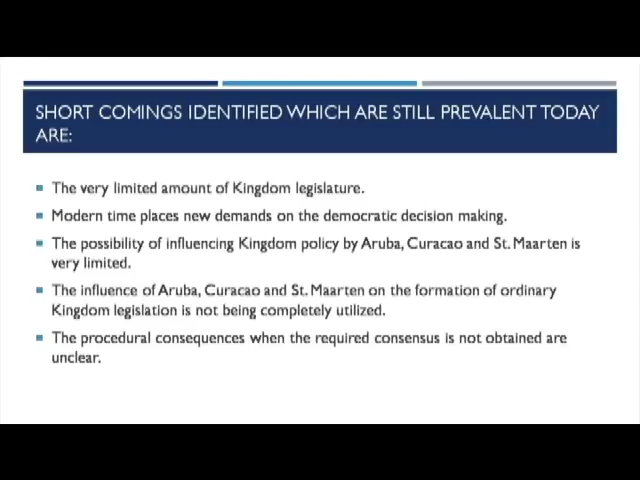 SHORT COMINGS IDENTIFIED WHICH ARE STILL PREVALENT TODAY
ARE:
The very limited amount of Kingdom legislature.
Modern time places new demands on the democratic decision making.
The possibility of influencing Kingdom policy by Aruba, Curacao and St. Maarten is
very limited.
The influence of Aruba, Curacao and St. Maarten on the formation of ordinary
Kingdom legislation is not being completely utilized.
The procedural consequences when the required consensus is not obtained are
unclear.